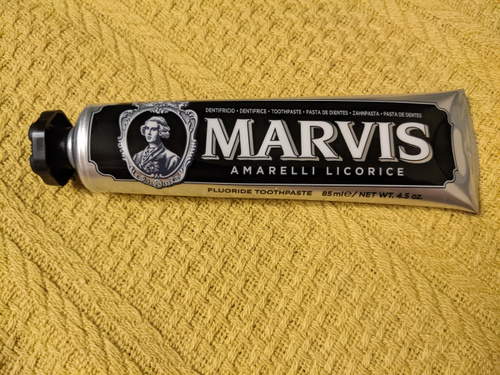 DENTIFRICIO • DENTIFRICE • TOOTHPASTE • PASTA DE DIENTES • ZAHNPASTA • PASTA DE DENTES
MARVIS
AMARELLI LICORICE
FLUORIDE TOOTHPASTE 85 ml ℮ / NET WT. 4.5 oz.